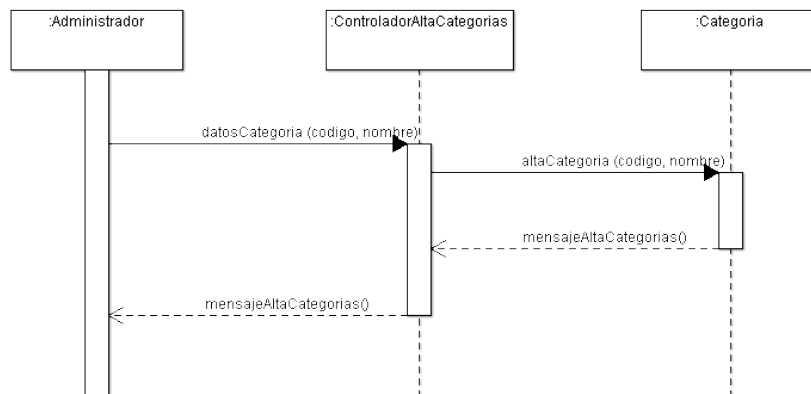 :Administrador
:ControladorAltaCategorias
:Categoria
datosCategoria (codigo, nombre)
altaCategoria (codigo, nombre)
mensajeAltaCategorias()
mensajeAltaCategorias()